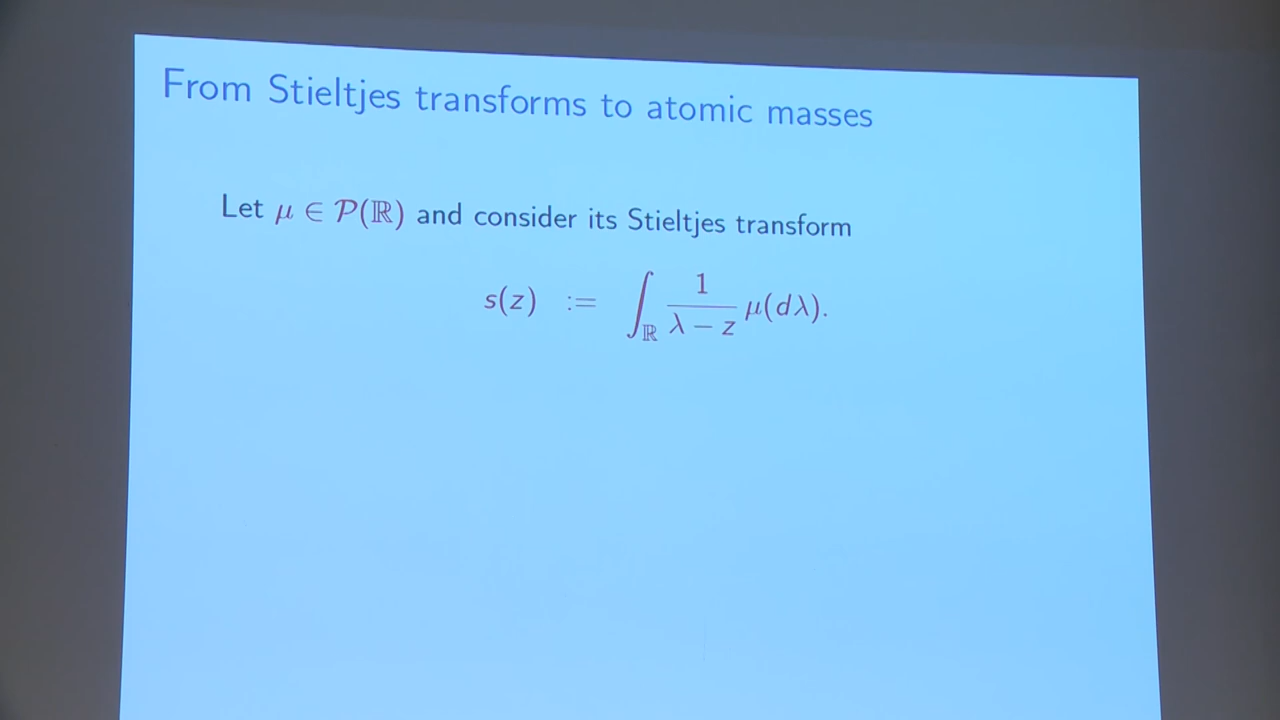 From Stieltjes transforms to atomic masses
Let μ ∈ 𝒫(ℝ) and consider its Stieltjes transform
s(z) := ∫_ℝ 1/(λ − z) μ(dλ).